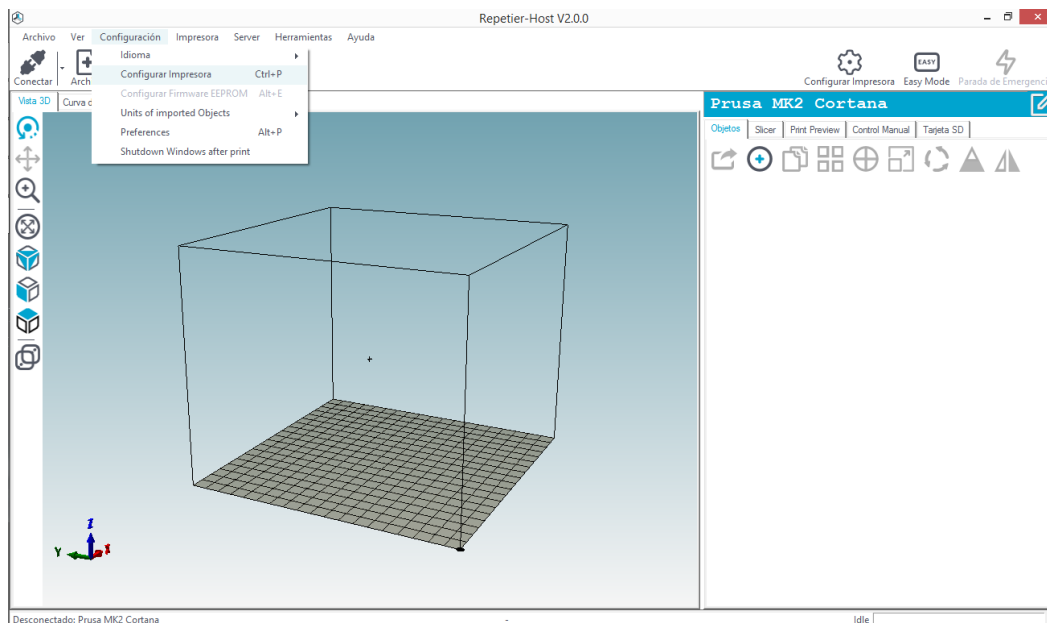 Repetier-Host V2.0.0
Archivo Ver Configuración Impresora Server Herramientas Ayuda
Idioma
Configurar Impresora Ctrl+P
Configurar Firmware EEPROM Alt+E
Units of imported Objects
Preferences Alt+P
Shutdown Windows after print
Conectar Arch
Configurar Impresora EASY Easy Mode Parada de Emergenci
Vista 3D Curva d
Prusa MK2 Cortana
Objetos Slicer Print Preview Control Manual Tarjeta SD
Z
Y X
Desconectado: Prusa MK2 Cortana - Idle